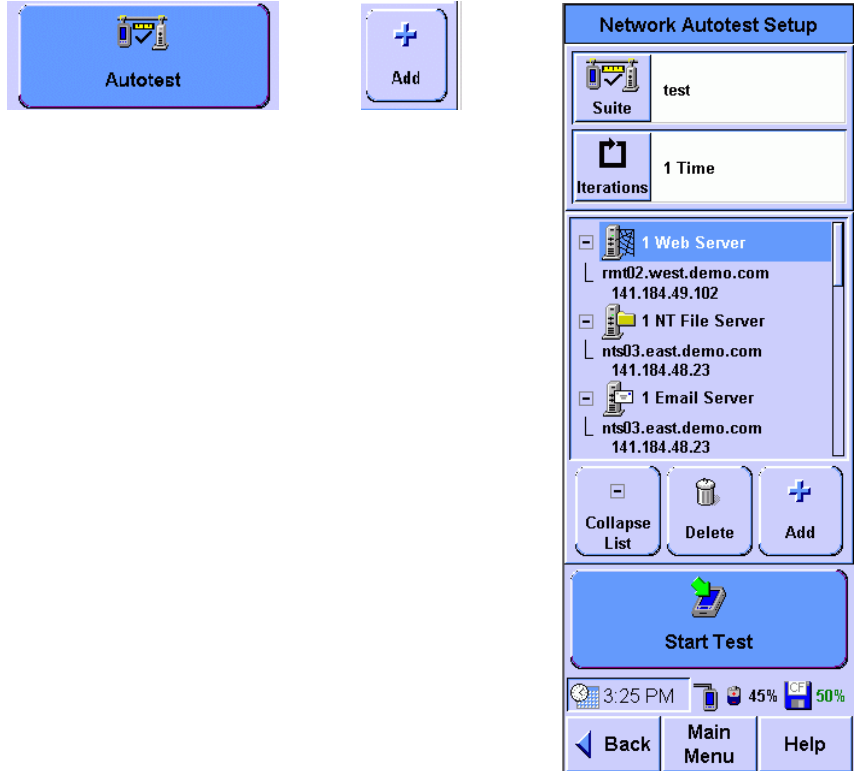 Autotest
Add
Network Autotest Setup
Suite
test
Iterations
1 Time
1 Web Server
rmt02.west.demo.com
141.184.49.102
1 NT File Server
nts03.east.demo.com
141.184.48.23
1 Email Server
nts03.east.demo.com
141.184.48.23
Collapse
List
Delete
Add
Start Test
3:25 PM
45%
CF
50%
Back
Main
Menu
Help